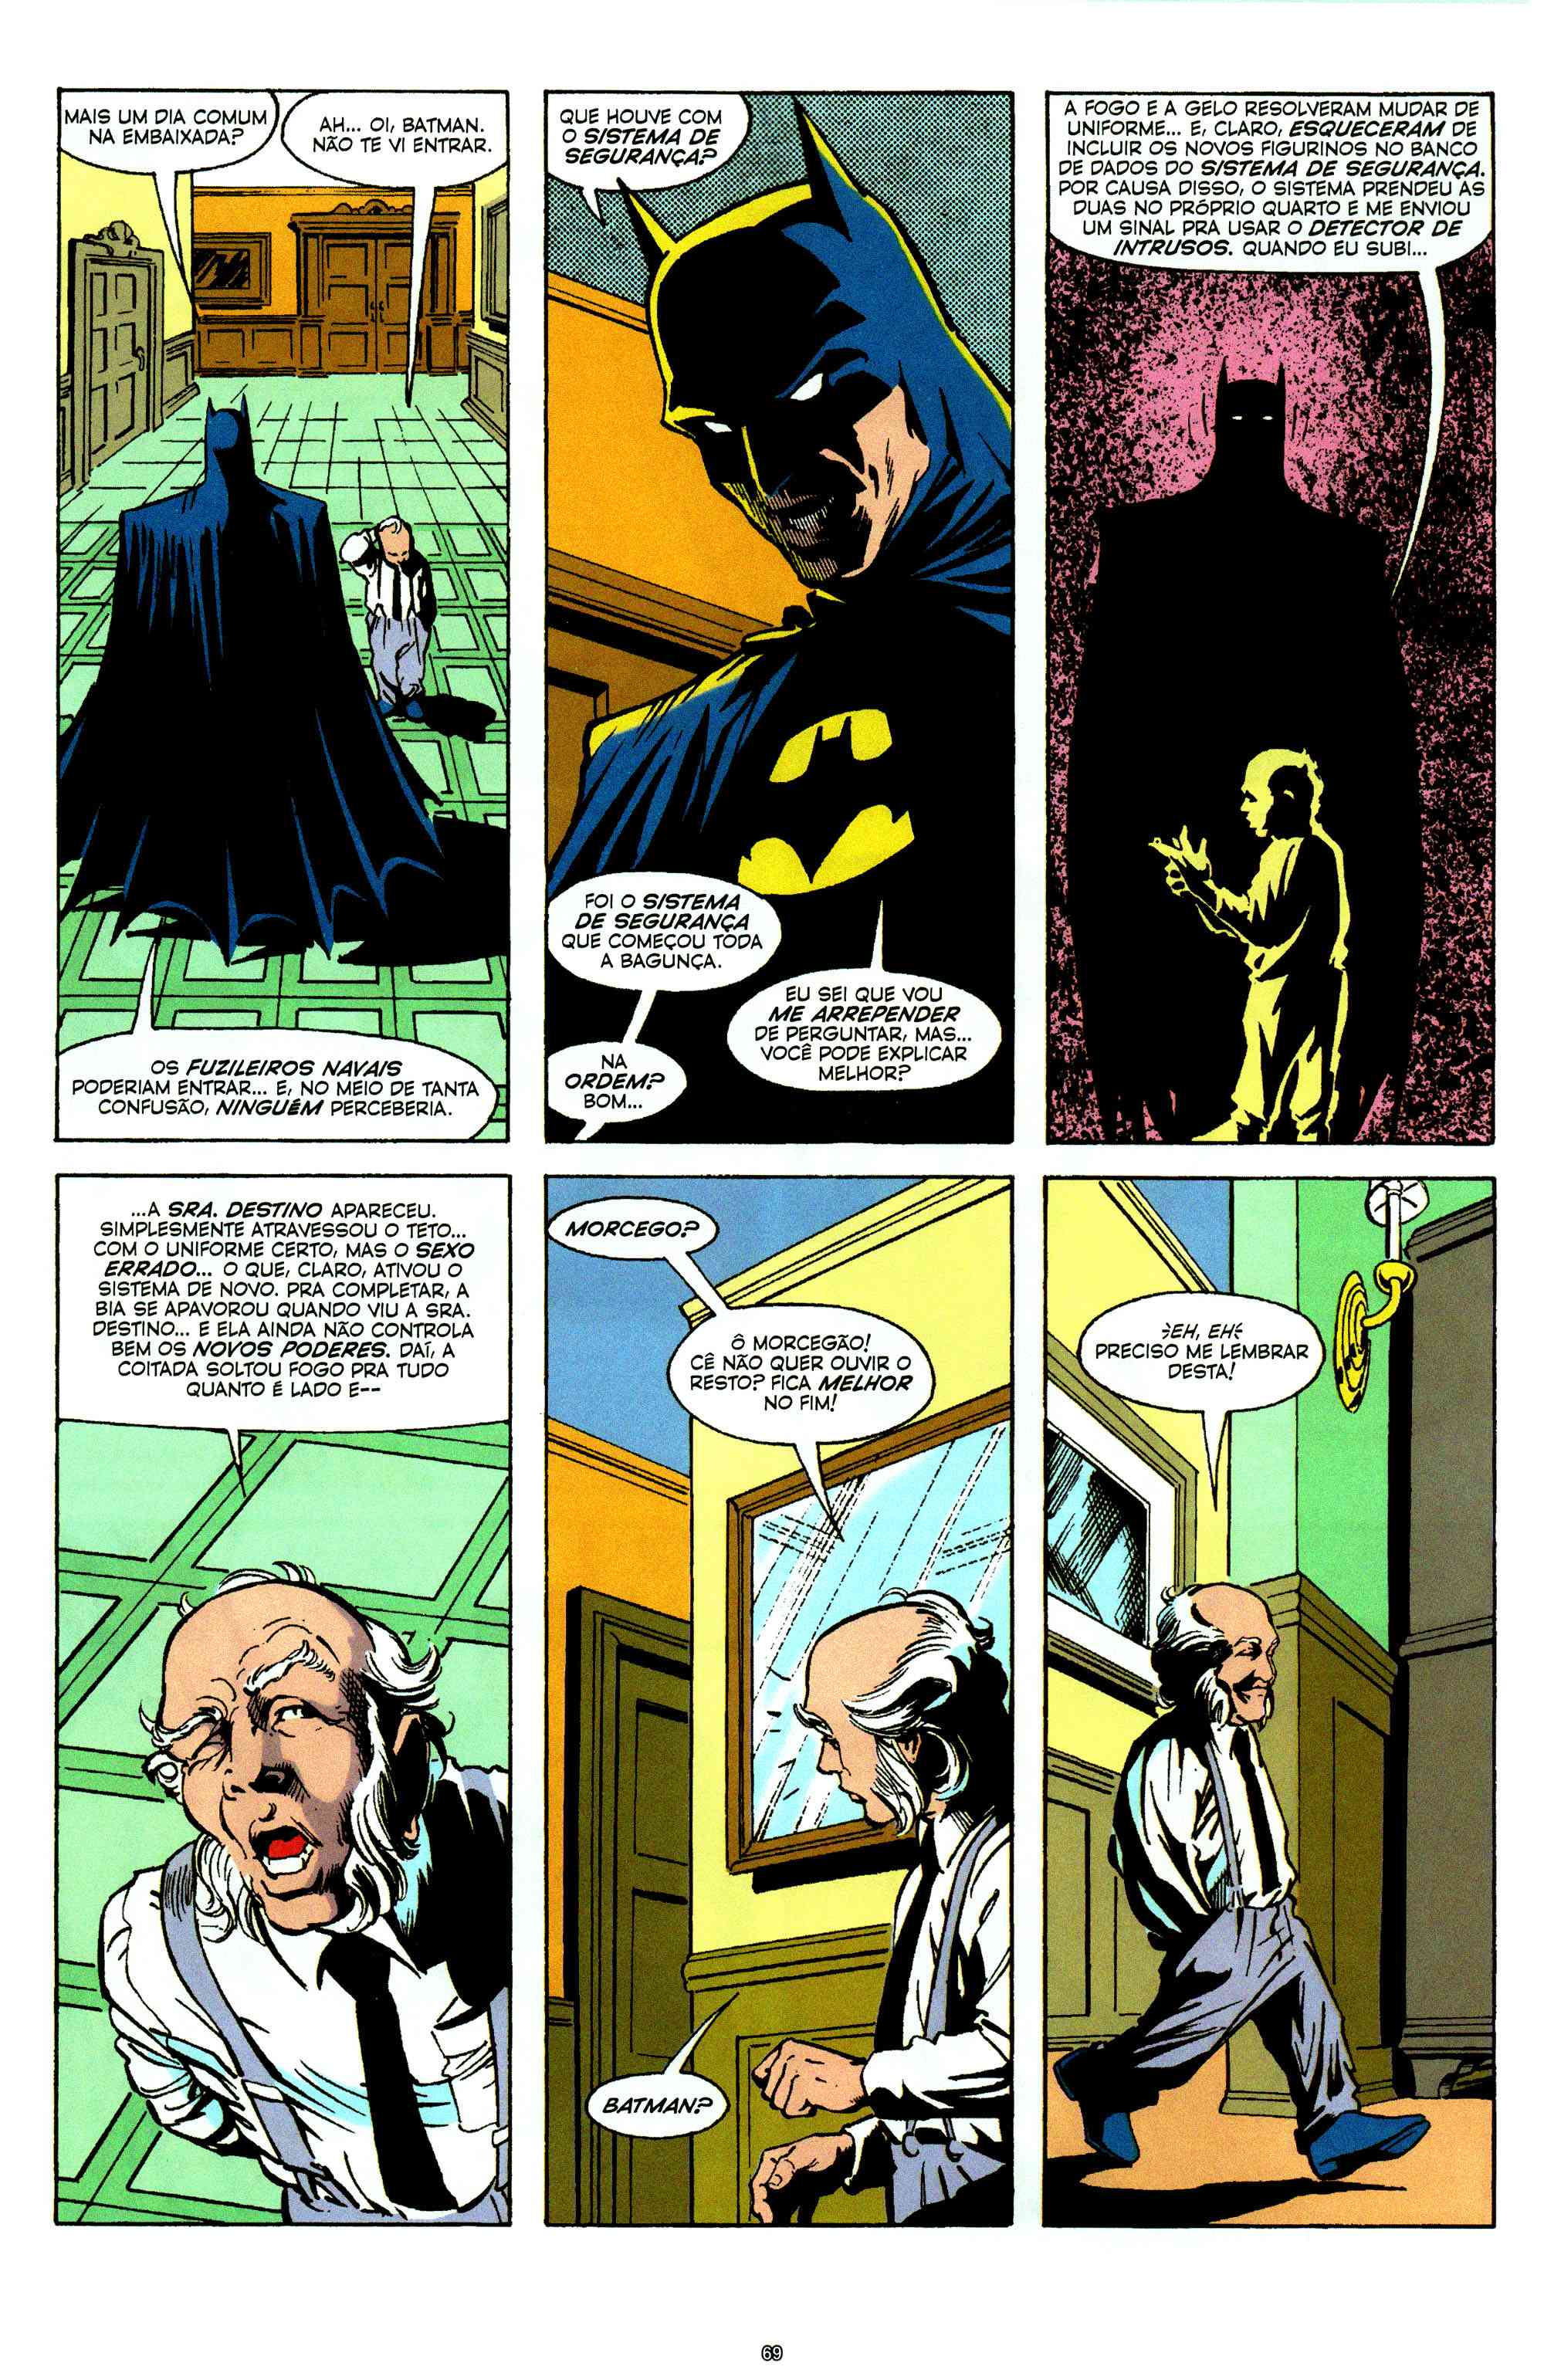 MAIS UM DIA COMUM
NA EMBAIXADA?
AH... OI, BATMAN.
NÃO TE VI ENTRAR.
OS FUZILEIROS NAVAIS
PODERIAM ENTRAR... E, NO MEIO DE TANTA
CONFUSÃO, NINGUÉM PERCEBERIA.
QUE HOUVE COM
O SISTEMA DE
SEGURANÇA?
FOI O SISTEMA
DE SEGURANÇA
QUE COMEÇOU TODA
A BAGUNÇA.
EU SEI QUE VOU
ME ARREPENDER
DE PERGUNTAR, MAS...
VOCÊ PODE EXPLICAR
MELHOR?
NA
ORDEM?
BOM...
A FOGO E A GELO RESOLVERAM MUDAR DE
UNIFORME... E, CLARO, ESQUECERAM DE
INCLUIR OS NOVOS FIGURINOS NO BANCO
DE DADOS DO SISTEMA DE SEGURANÇA.
POR CAUSA DISSO, O SISTEMA PRENDEU AS
DUAS NO PRÓPRIO QUARTO E ME ENVIOU
UM SINAL PRA USAR O DETECTOR DE
INTRUSOS. QUANDO EU SUBI...
...A SRA. DESTINO APARECEU.
SIMPLESMENTE ATRAVESSOU O TETO...
COM O UNIFORME CERTO, MAS O SEXO
ERRADO... O QUE, CLARO, ATIVOU O
SISTEMA DE NOVO. PRA COMPLETAR, A
BIA SE APAVOROU QUANDO VIU A SRA.
DESTINO... E ELA AINDA NÃO CONTROLA
BEM OS NOVOS PODERES. DAÍ, A
COITADA SOLTOU FOGO PRA TUDO
QUANTO É LADO E--
MORCEGO?
Ô MORCEGÃO!
CÊ NÃO QUER OUVIR O
RESTO? FICA MELHOR
NO FIM!
BATMAN?
EH, EH
PRECISO ME LEMBRAR
DESTA!
69